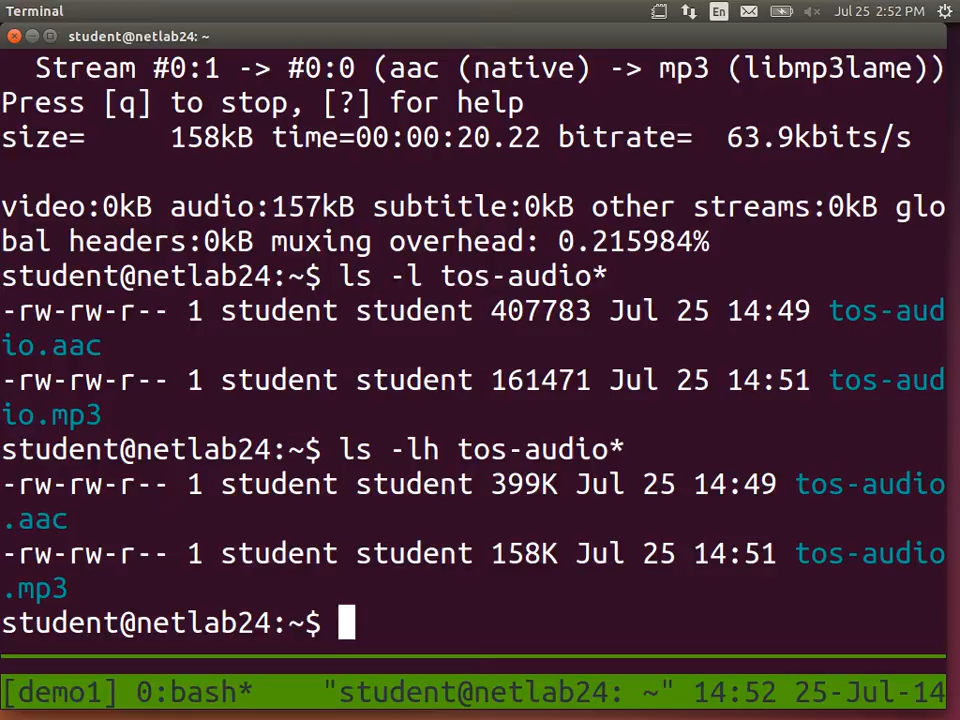 Terminal
En
Jul 25 2:52 PM
student@netlab24: ~
Stream #0:1 -> #0:0 (aac (native) -> mp3 (libmp3lame))
Press [q] to stop, [?] for help
size=     158kB time=00:00:20.22 bitrate=  63.9kbits/s
video:0kB audio:157kB subtitle:0kB other streams:0kB glo
bal headers:0kB muxing overhead: 0.215984%
student@netlab24:~$ ls -l tos-audio*
-rw-rw-r-- 1 student student 407783 Jul 25 14:49 tos-aud
io.aac
-rw-rw-r-- 1 student student 161471 Jul 25 14:51 tos-aud
io.mp3
student@netlab24:~$ ls -lh tos-audio*
-rw-rw-r-- 1 student student 399K Jul 25 14:49 tos-audio
.aac
-rw-rw-r-- 1 student student 158K Jul 25 14:51 tos-audio
.mp3
student@netlab24:~$
[demo1] 0:bash*    "student@netlab24: ~" 14:52 25-Jul-14